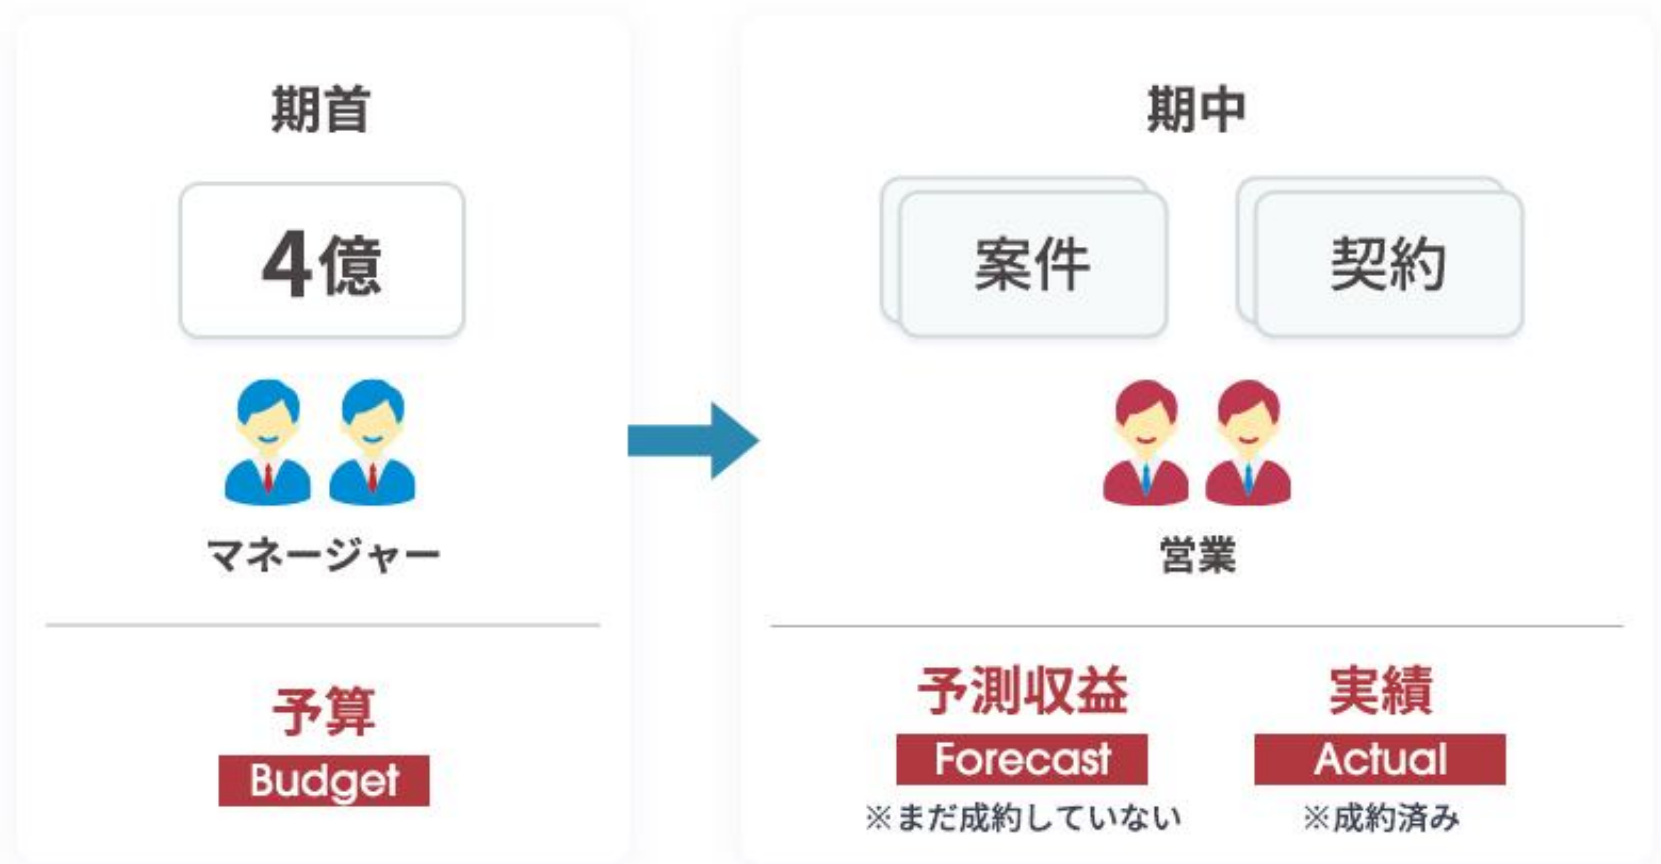 期首
4億
マネージャー
予算
Budget
期中
案件
契約
営業
予測収益
Forecast
※まだ成約していない
実績
Actual
※成約済み